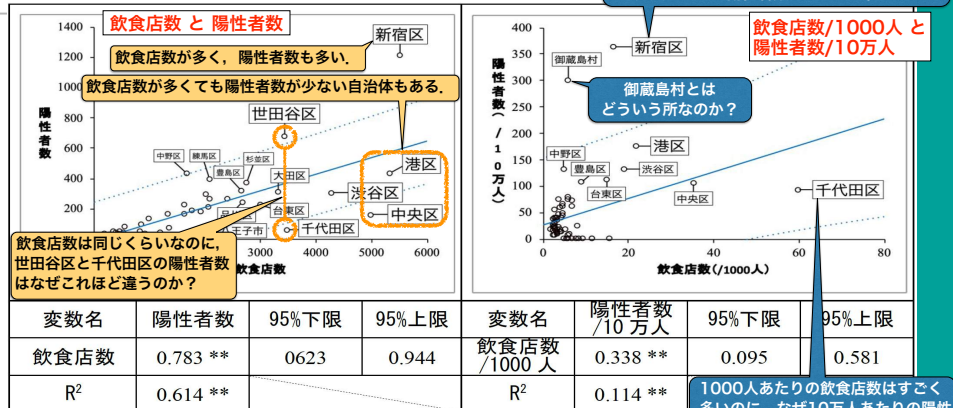 飲食店数 と 陽性者数
飲食店数が多く，陽性者数も多い．
飲食店数が多くても陽性者数が少ない自治体もある．
1400
1200
1000
800
600
400
200
陽性者数
新宿区
世田谷区
中野区
練馬区
杉並区
豊島区
大田区
港区
渋谷区
中央区
台東区
千代田区
王子市
飲食店数は同じくらいなのに，
世田谷区と千代田区の陽性者数
はなぜこれほど違うのか？
3000
4000
5000
6000
飲食店数
飲食店数/1000人 と
陽性者数/10万人
400
350
300
250
200
150
100
50
0
陽性者数(/10万人)
新宿区
御蔵島村
御蔵島村とは
どういう所なのか？
港区
中野区
豊島区
渋谷区
台東区
中央区
千代田区
0
20
40
60
80
飲食店数(/1000人)
変数名 陽性者数 95%下限 95%上限
飲食店数 0.783 ** 0623 0.944
R² 0.614 **
変数名 陽性者数/10 万人 95%下限 95%上限
飲食店数/1000 人 0.338 ** 0.095 0.581
R² 0.114 **
1000人あたりの飲食店数はすごく